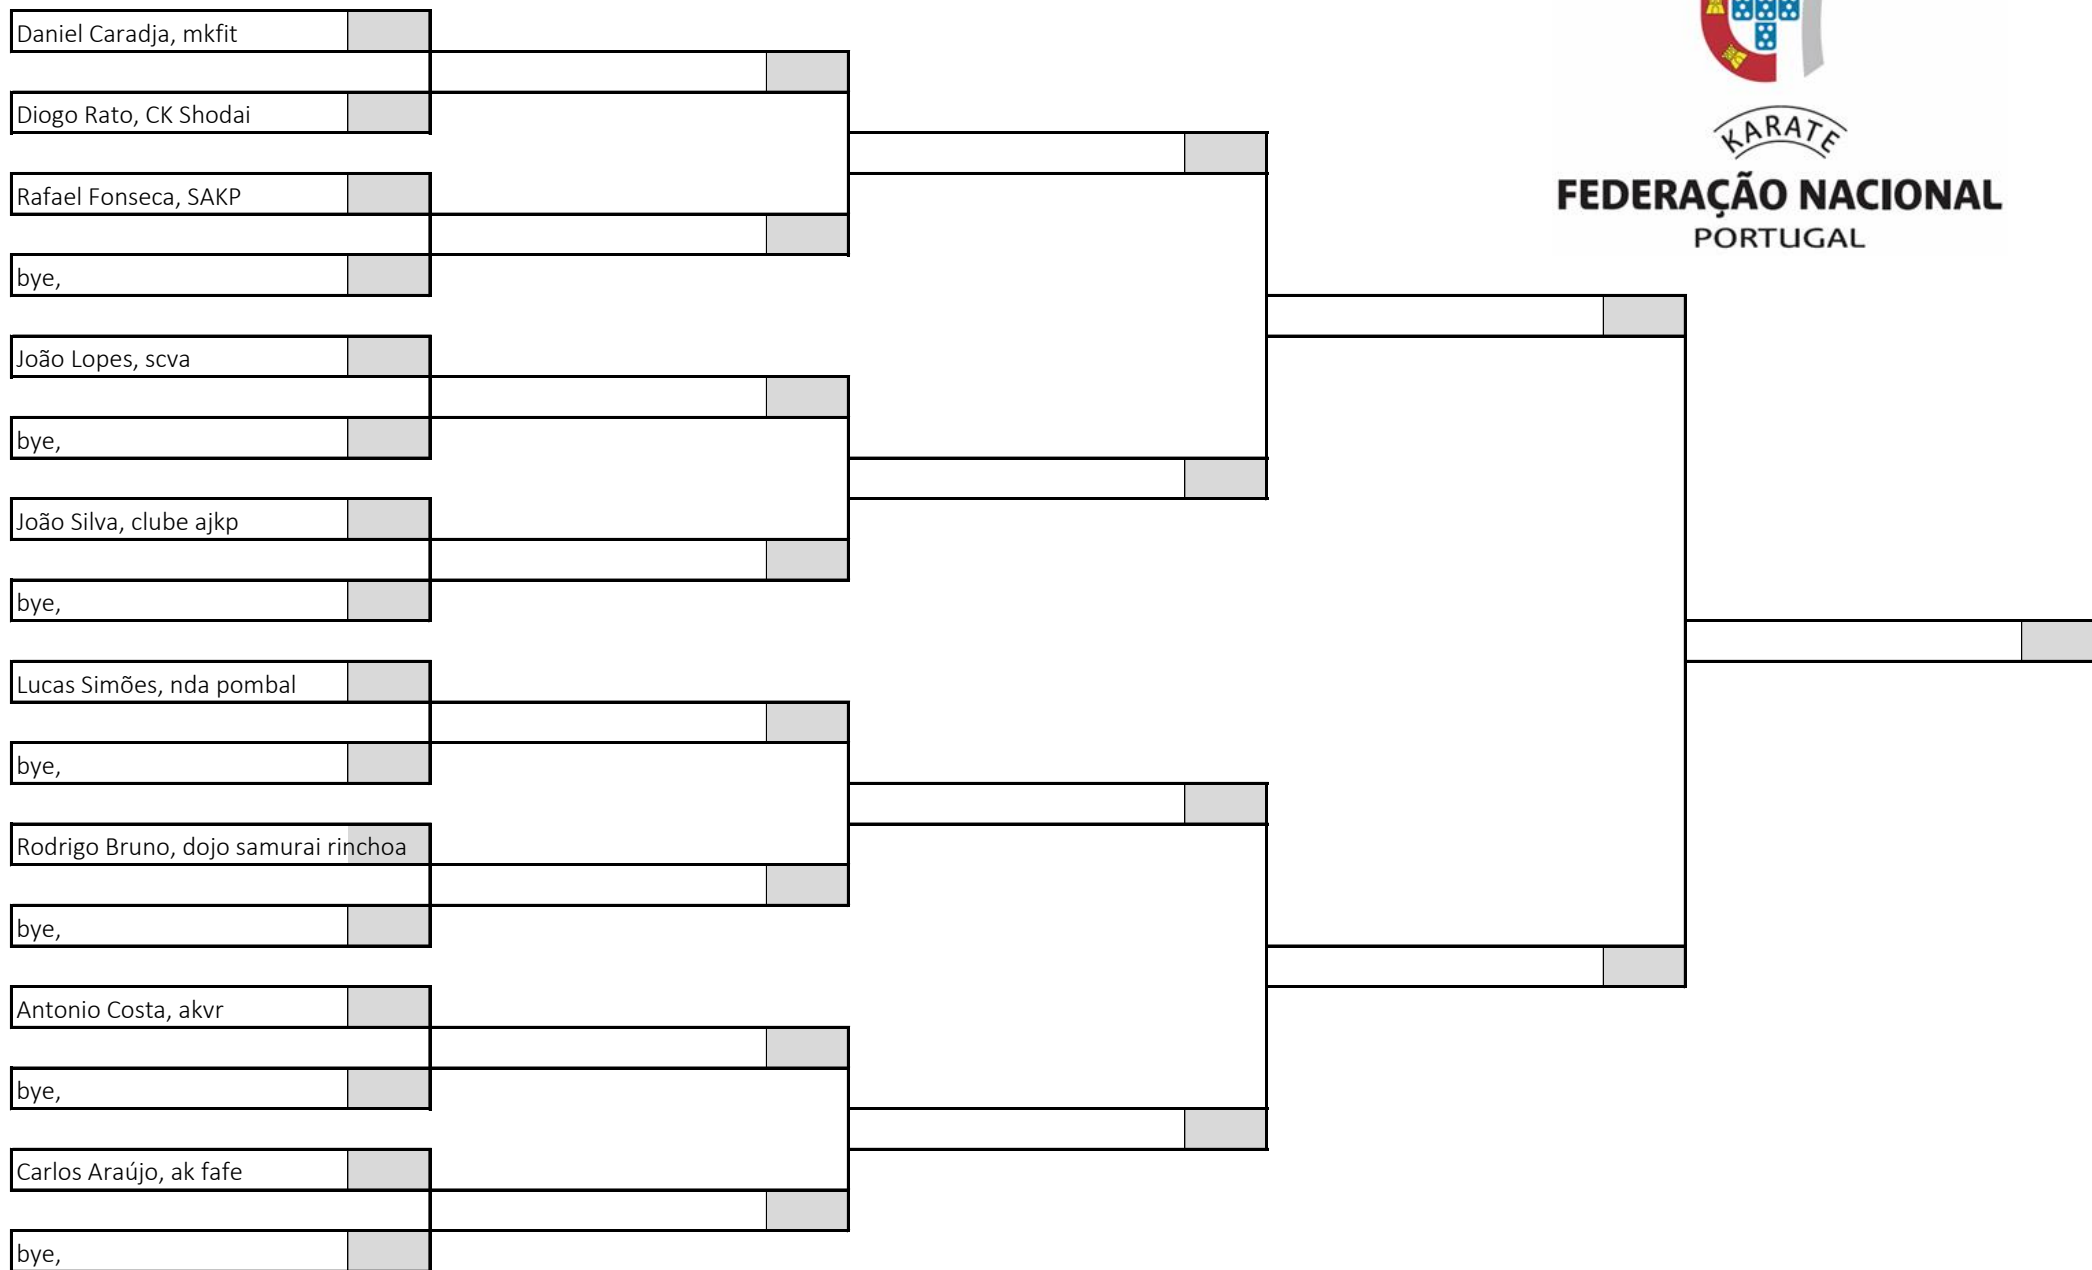 Daniel Caradja, mkfit
Diogo Rato, CK Shodai
Rafael Fonseca, SAKP
bye,
João Lopes, scva
bye,
João Silva, clube ajkp
bye,
Lucas Simões, nda pombal
bye,
Rodrigo Bruno, dojo samurai rinchoa
bye,
Antonio Costa, akvr
bye,
Carlos Araújo, ak fafe
bye,
KARATE
FEDERAÇÃO NACIONAL
PORTUGAL